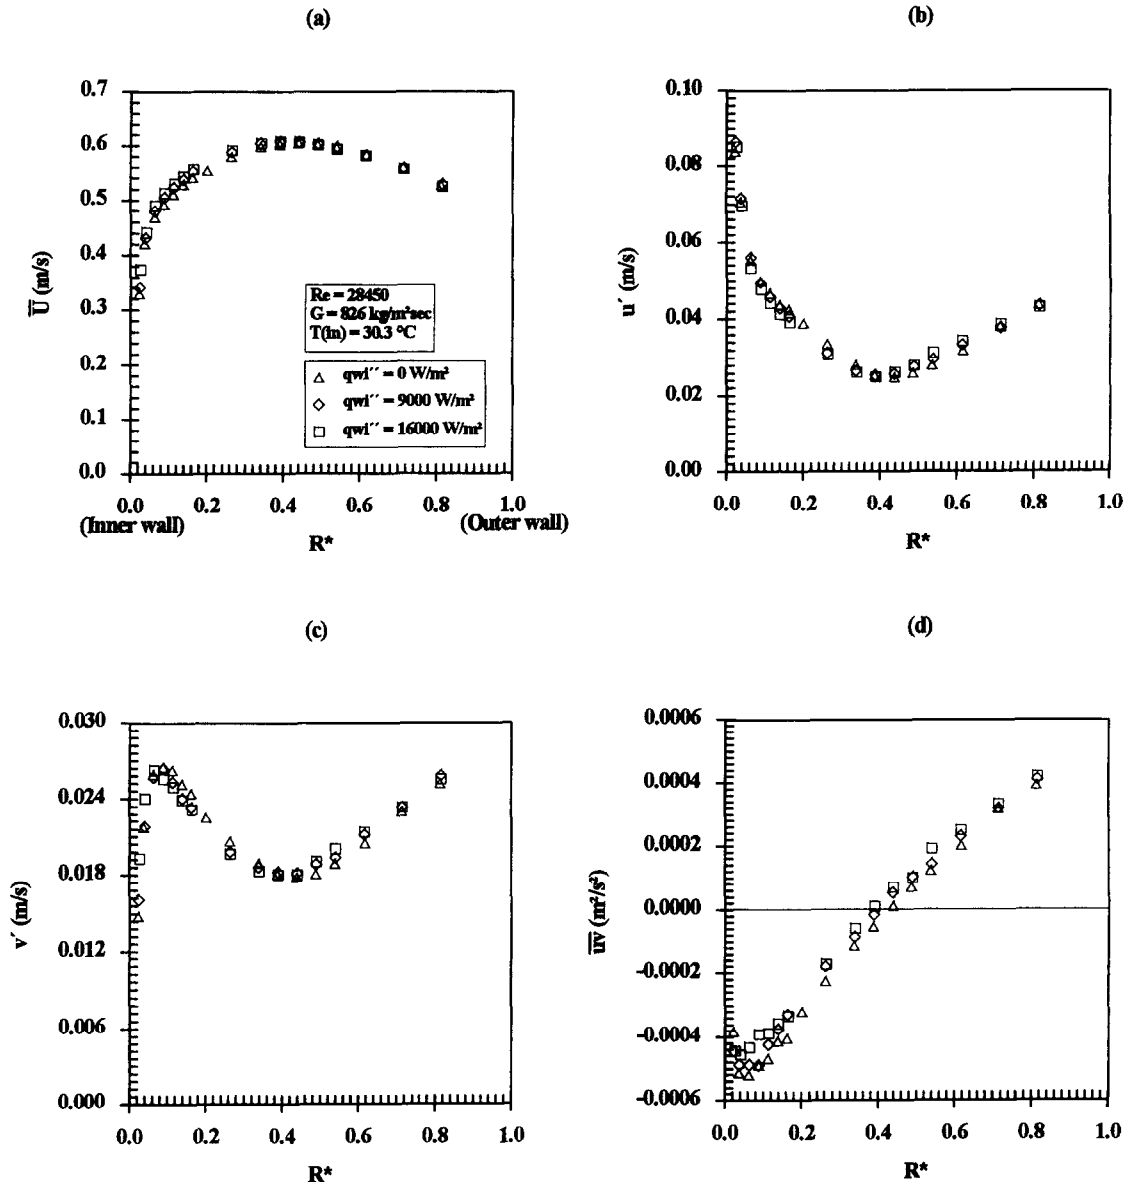 (a)
0.7
0.6
0.5
0.4
0.3
0.2
0.1
0.0
U̅ (m/s)
Re = 28450
G = 826 kg/m²sec
T(in) = 30.3 °C
△ qwi´´ = 0 W/m²
◇ qwi´´ = 9000 W/m²
□ qwi´´ = 16000 W/m²
0.0 0.2 0.4 0.6 0.8 1.0
(Inner wall) (Outer wall)
R*
(b)
0.10
0.08
0.06
0.04
0.02
0.00
u´ (m/s)
0.0 0.2 0.4 0.6 0.8 1.0
R*
(c)
0.030
0.024
0.018
0.012
0.006
0.000
v´ (m/s)
0.0 0.2 0.4 0.6 0.8 1.0
R*
(d)
0.0006
0.0004
0.0002
0.0000
-0.0002
-0.0004
-0.0006
u̅v̅ (m²/s²)
0.0 0.2 0.4 0.6 0.8 1.0
R*